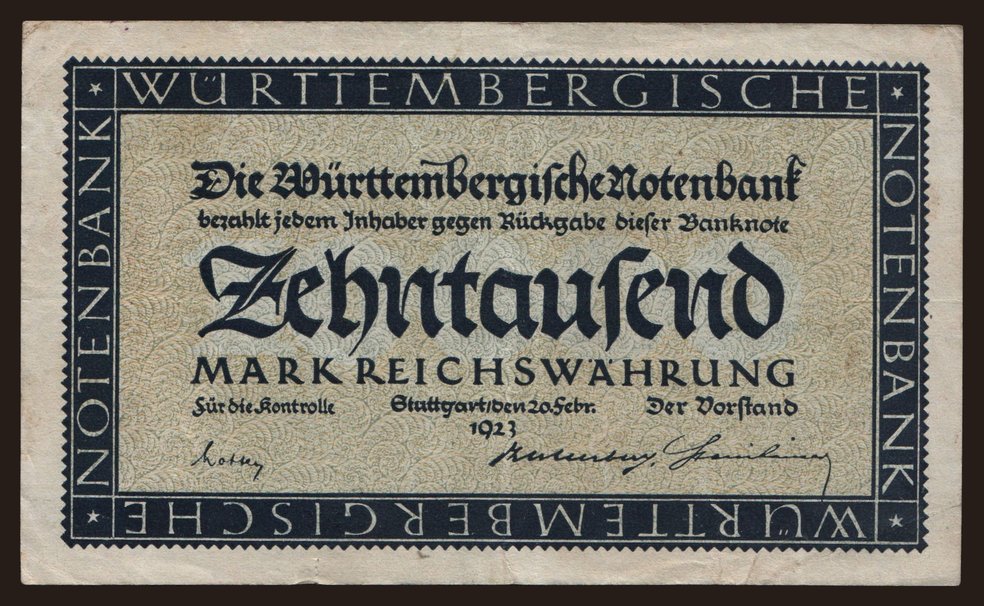 WÜRTTEMBERGISCHE
NOTENBANK
NOTENBANK
Die Württembergische Notenbank
bezahlt jedem Inhaber gegen Rückgabe dieser Banknote
Zehntausend
MARK REICHSWÄHRUNG
Für die Kontrolle
Stuttgart, den 20. Febr.
1923
Der Vorstand
WÜRTTEMBERGISCHE